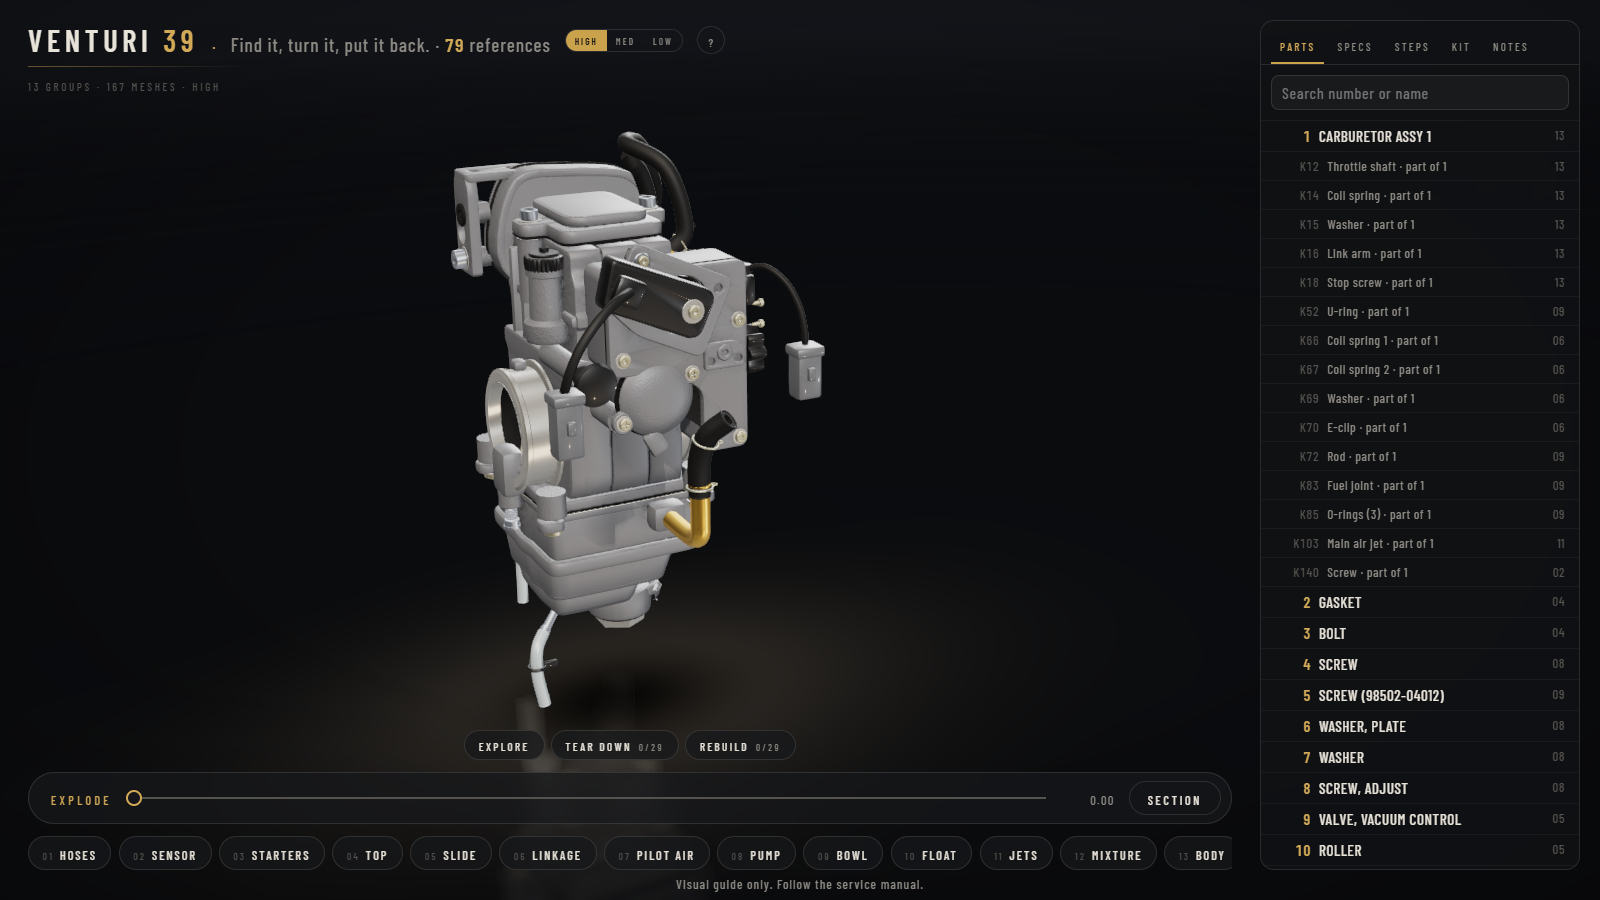 VENTURI 39 · Find it, turn it, put it back. · 79 references HIGH MED LOW ?
13 GROUPS · 167 MESHES · HIGH
PARTS SPECS STEPS KIT NOTES
Search number or name
1 CARBURETOR ASSY 1 13
K12 Throttle shaft · part of 1 13
K14 Coil spring · part of 1 13
K15 Washer · part of 1 13
K16 Link arm · part of 1 13
K18 Stop screw · part of 1 13
K52 U-ring · part of 1 09
K66 Coil spring 1 · part of 1 06
K67 Coil spring 2 · part of 1 06
K69 Washer · part of 1 06
K70 E-clip · part of 1 06
K72 Rod · part of 1 09
K83 Fuel joint · part of 1 09
K85 O-rings (3) · part of 1 09
K103 Main air jet · part of 1 11
K140 Screw · part of 1 02
2 GASKET 04
3 BOLT 04
4 SCREW 08
5 SCREW (98502-04012) 09
6 WASHER, PLATE 08
7 WASHER 08
8 SCREW, ADJUST 08
9 VALVE, VACUUM CONTROL 05
10 ROLLER 05
EXPLORE TEAR DOWN 0/29 REBUILD 0/29
EXPLODE 0.00 SECTION
01 HOSES 02 SENSOR 03 STARTERS 04 TOP 05 SLIDE 06 LINKAGE 07 PILOT AIR 08 PUMP 09 BOWL 10 FLOAT 11 JETS 12 MIXTURE 13 BODY
Visual guide only. Follow the service manual.